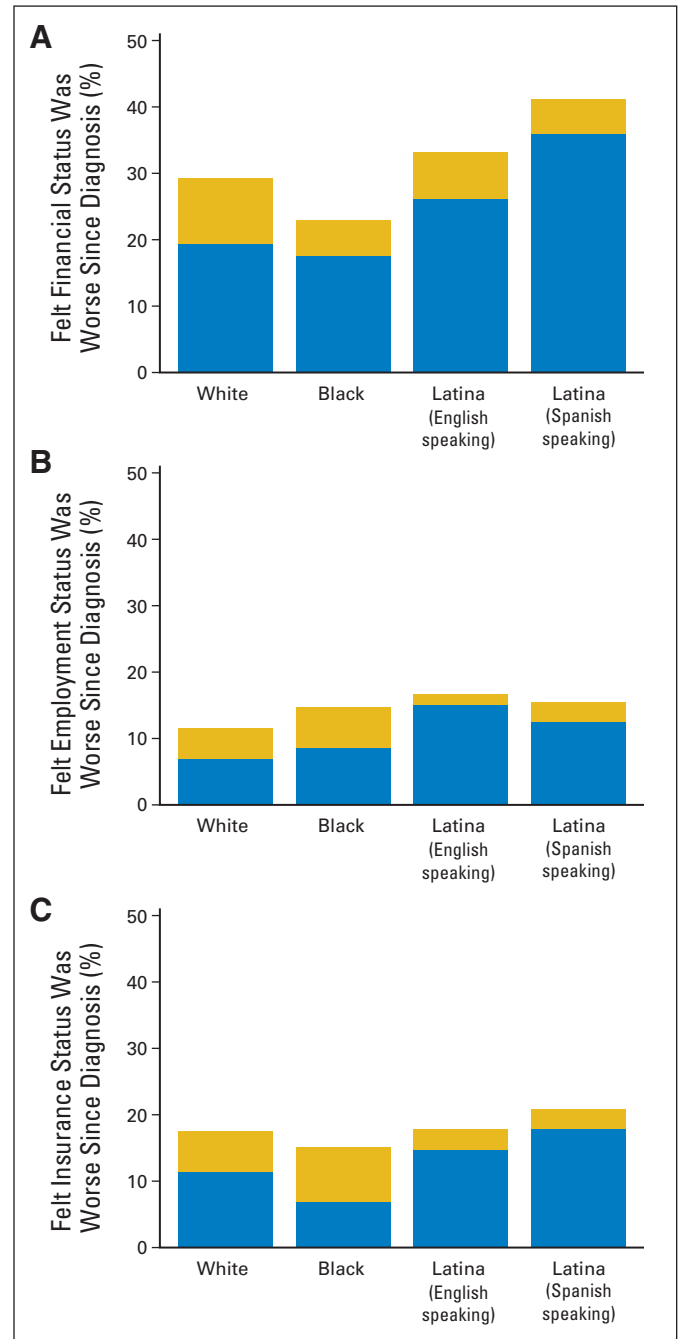 A
Felt Financial Status Was
Worse Since Diagnosis (%)
50
40
30
20
10
0
White
Black
Latina
(English
speaking)
Latina
(Spanish
speaking)
B
Felt Employment Status Was
Worse Since Diagnosis (%)
50
40
30
20
10
0
White
Black
Latina
(English
speaking)
Latina
(Spanish
speaking)
C
Felt Insurance Status Was
Worse Since Diagnosis (%)
50
40
30
20
10
0
White
Black
Latina
(English
speaking)
Latina
(Spanish
speaking)